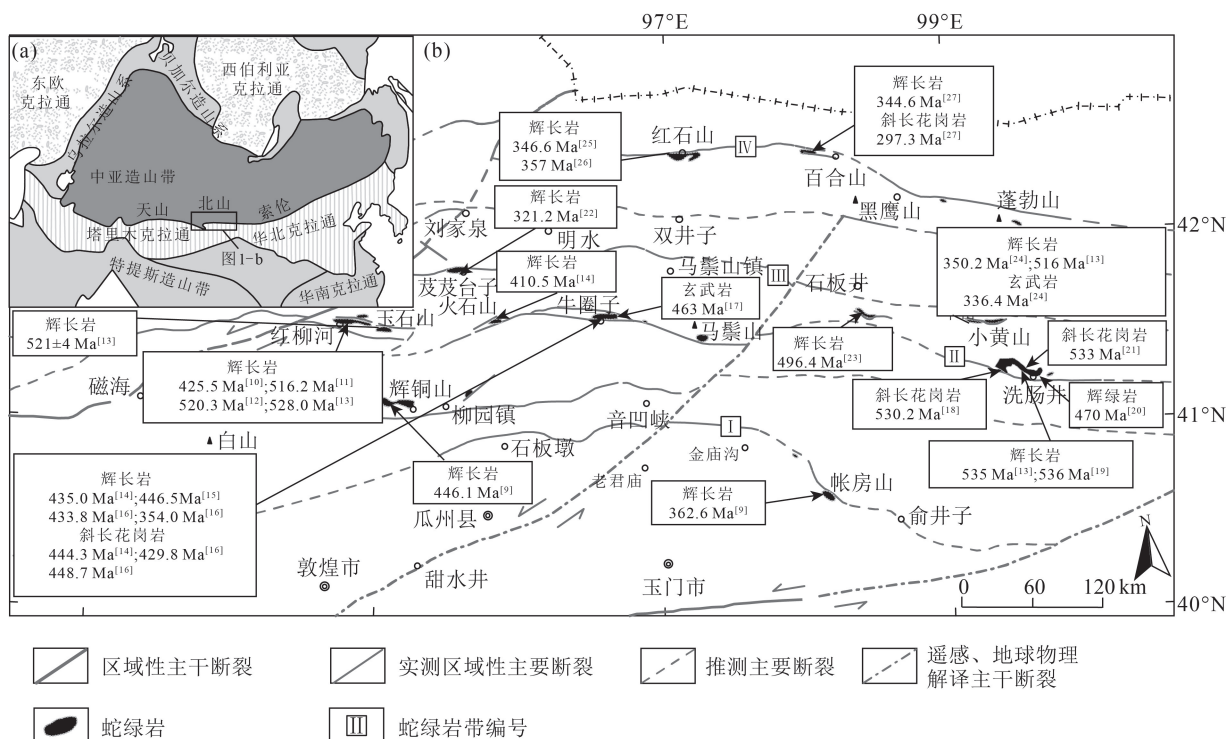 97°E
99°E
(a)
(b)
东欧
克拉通
乌拉尔造山系
贝加尔造山系
西伯利亚
克拉通
中亚造山带
天山
北山
索伦
塔里木克拉通
华北克拉通
图1-b
特提斯造山带
华南克拉通
辉长岩
346.6 Ma[25]
357 Ma[26]
红石山
IV
辉长岩
344.6 Ma[27]
斜长花岗岩
297.3 Ma[27]
百合山
黑鹰山
蓬勃山
42°N
辉长岩
321.2 Ma[22]
刘家泉
明水
双井子
芨芨台子
火石山
辉长岩
410.5 Ma[14]
牛圈子
马鬃山镇
III
石板井
玄武岩
463 Ma[17]
马鬃山
辉长岩
350.2 Ma[24];516 Ma[13]
玄武岩
336.4 Ma[24]
小黄山
辉长岩
521±4 Ma[13]
玉石山
红柳河
辉长岩
425.5 Ma[10];516.2 Ma[11]
520.3 Ma[12];528.0 Ma[13]
辉长岩
496.4 Ma[23]
II
斜长花岗岩
533 Ma[21]
斜长花岗岩
530.2 Ma[18]
洗肠井
辉绿岩
470 Ma[20]
辉长岩
535 Ma[13];536 Ma[19]
磁海
辉铜山
柳园镇
音凹峡
I
41°N
白山
石板墩
金庙沟
老君庙
辉长岩
446.1 Ma[9]
辉长岩
362.6 Ma[9]
帐房山
俞井子
辉长岩
435.0 Ma[14];446.5Ma[15]
433.8 Ma[16];354.0 Ma[16]
斜长花岗岩
444.3 Ma[14];429.8 Ma[16]
448.7 Ma[16]
瓜州县
敦煌市
甜水井
玉门市
N
0 60 120 km
40°N
区域性主干断裂
实测区域性主要断裂
推测主要断裂
遥感、地球物理
解译主干断裂
蛇绿岩
III 蛇绿岩带编号